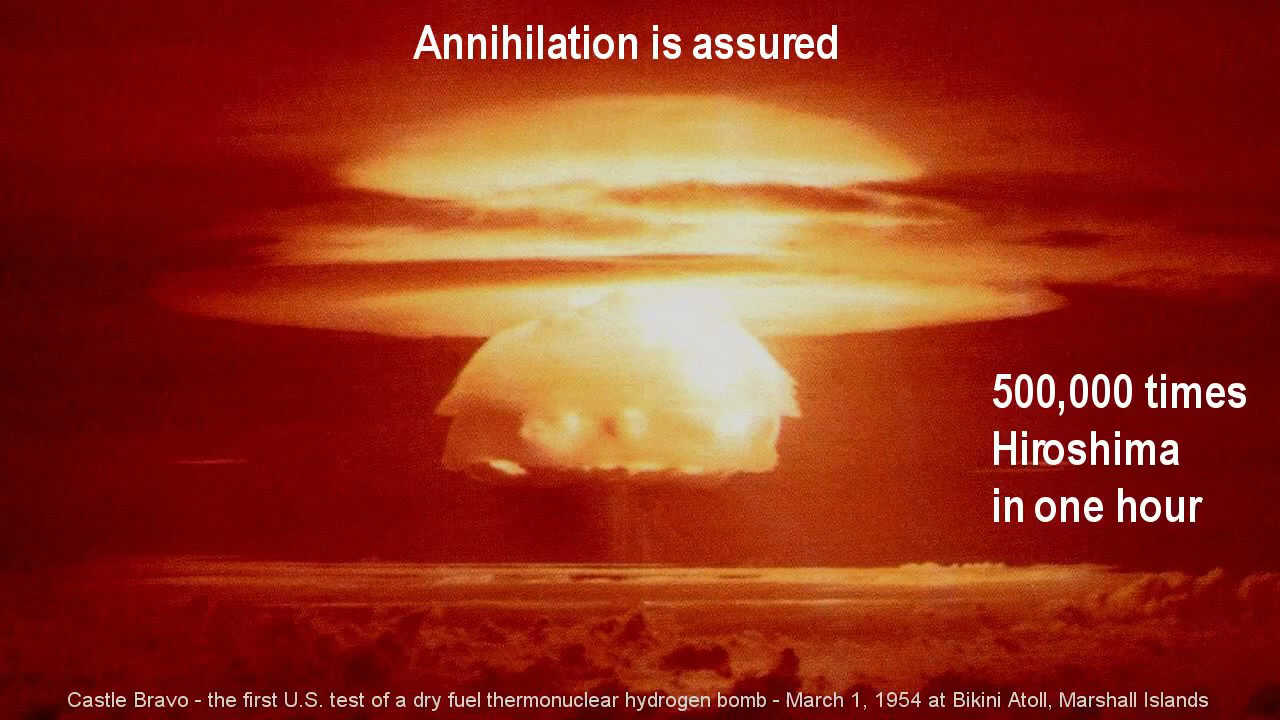 Annihilation is assured
500,000 times
Hiroshima
in one hour
Castle Bravo - the first U.S. test of a dry fuel thermonuclear hydrogen bomb - March 1, 1954 at Bikini Atoll, Marshall Islands